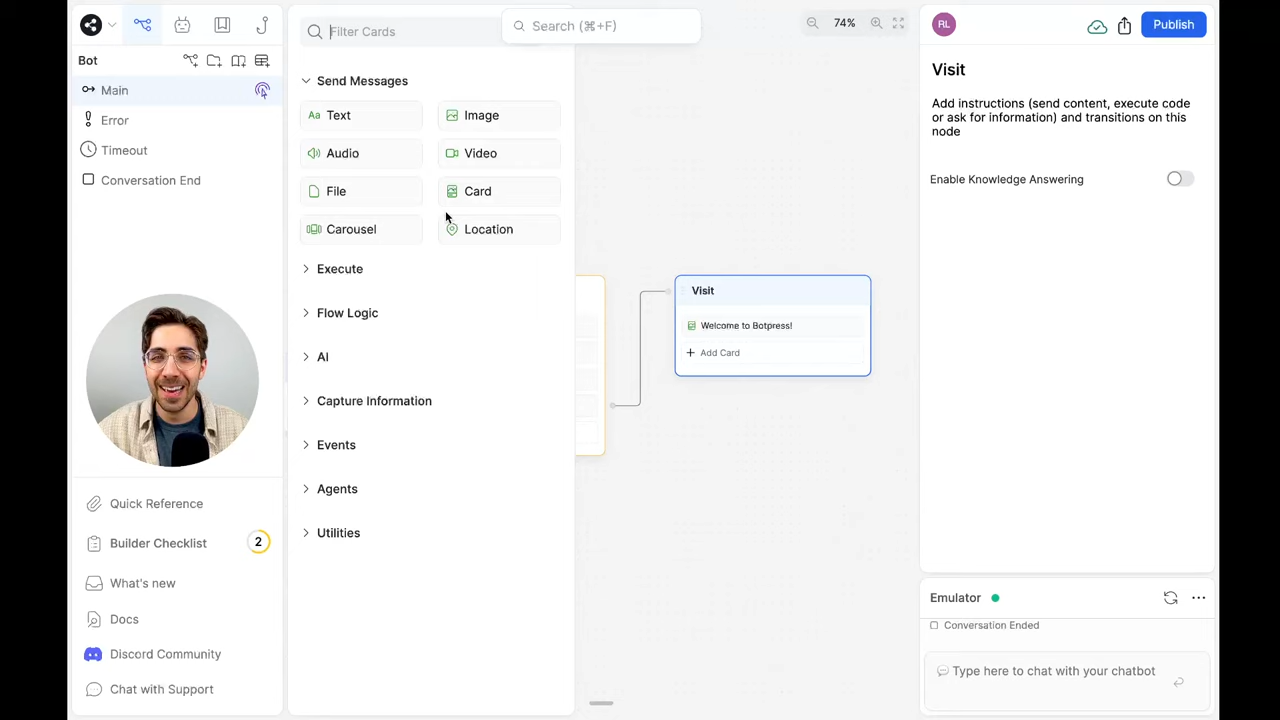 Filter Cards
Search (⌘+F)
74%
RL
Publish
Bot
Main
Error
Timeout
Conversation End
Send Messages
Aa Text
Image
Audio
Video
File
Card
Carousel
Location
Execute
Flow Logic
AI
Capture Information
Events
Agents
Utilities
Visit
Welcome to Botpress!
+ Add Card
Visit
Add instructions (send content, execute code
or ask for information) and transitions on this
node
Enable Knowledge Answering
Quick Reference
Builder Checklist
2
What's new
Docs
Discord Community
Chat with Support
Emulator
Conversation Ended
Type here to chat with your chatbot